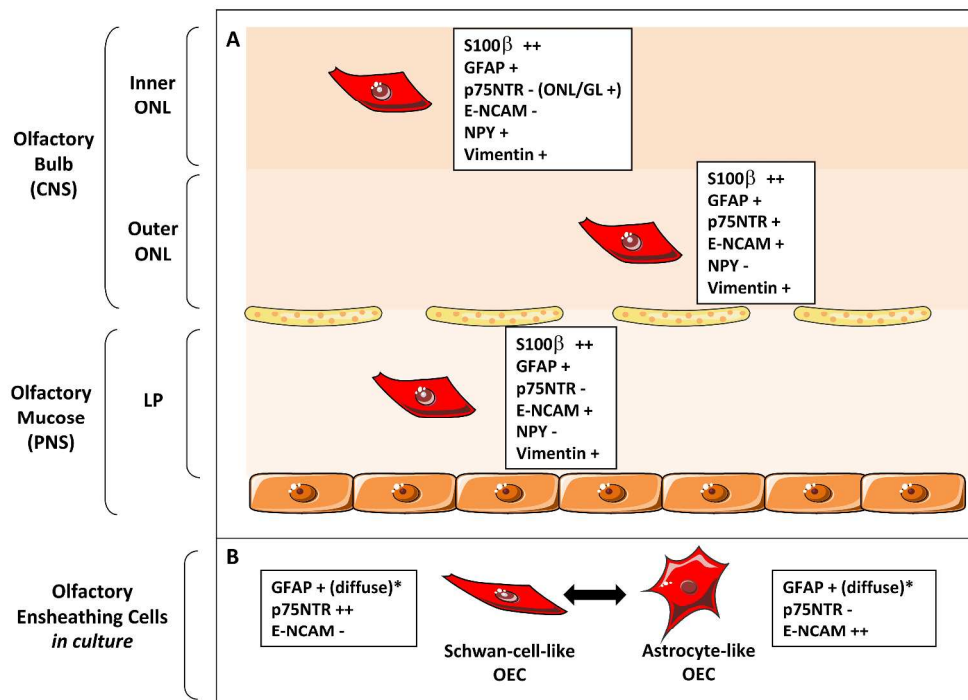 A
Olfactory
Bulb
(CNS)
Inner
ONL
S100β ++
GFAP +
p75NTR - (ONL/GL +)
E-NCAM -
NPY +
Vimentin +
Outer
ONL
S100β ++
GFAP +
p75NTR +
E-NCAM +
NPY -
Vimentin +
Olfactory
Mucose
(PNS)
LP
S100β ++
GFAP +
p75NTR -
E-NCAM +
NPY -
Vimentin +
B
Olfactory
Ensheathing Cells
in culture
GFAP + (diffuse)*
p75NTR ++
E-NCAM -
Schwan-cell-like
OEC
Astrocyte-like
OEC
GFAP + (diffuse)*
p75NTR -
E-NCAM ++